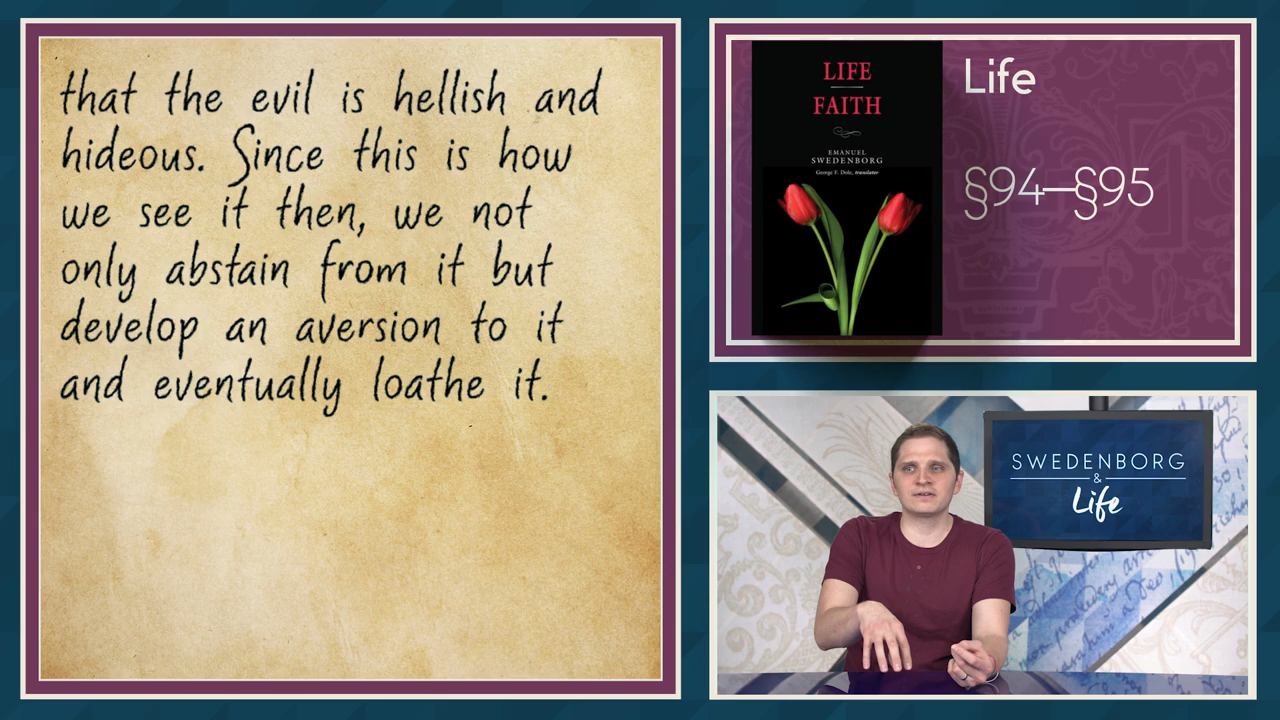 that the evil is hellish and
hideous. Since this is how
we see it then, we not
only abstain from it but
develop an aversion to it
and eventually loathe it.
LIFE
FAITH
EMANUEL
SWEDENBORG
George F. Dole, translator
Life
§94—§95
SWEDENBORG
&
Life